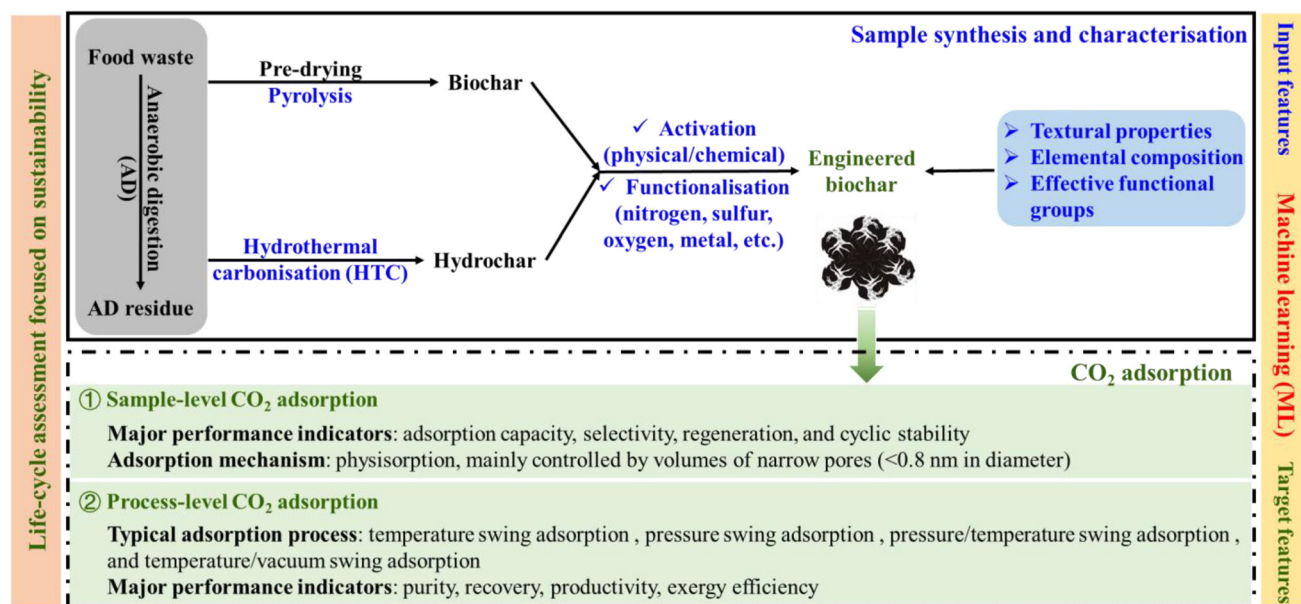 Life-cycle assessment focused on sustainability
Sample synthesis and characterisation
Food waste
Anaerobic digestion
(AD)
AD residue
Pre-drying
Pyrolysis
Biochar
Hydrothermal
carbonisation (HTC)
Hydrochar
✓ Activation
(physical/chemical)
✓ Functionalisation
(nitrogen, sulfur,
oxygen, metal, etc.)
Engineered
biochar
➢ Textural properties
➢ Elemental composition
➢ Effective functional
groups
CO₂ adsorption
① Sample-level CO₂ adsorption
Major performance indicators: adsorption capacity, selectivity, regeneration, and cyclic stability
Adsorption mechanism: physisorption, mainly controlled by volumes of narrow pores (<0.8 nm in diameter)
② Process-level CO₂ adsorption
Typical adsorption process: temperature swing adsorption , pressure swing adsorption , pressure/temperature swing adsorption ,
and temperature/vacuum swing adsorption
Major performance indicators: purity, recovery, productivity, exergy efficiency
Input features
Machine learning (ML)
Target features